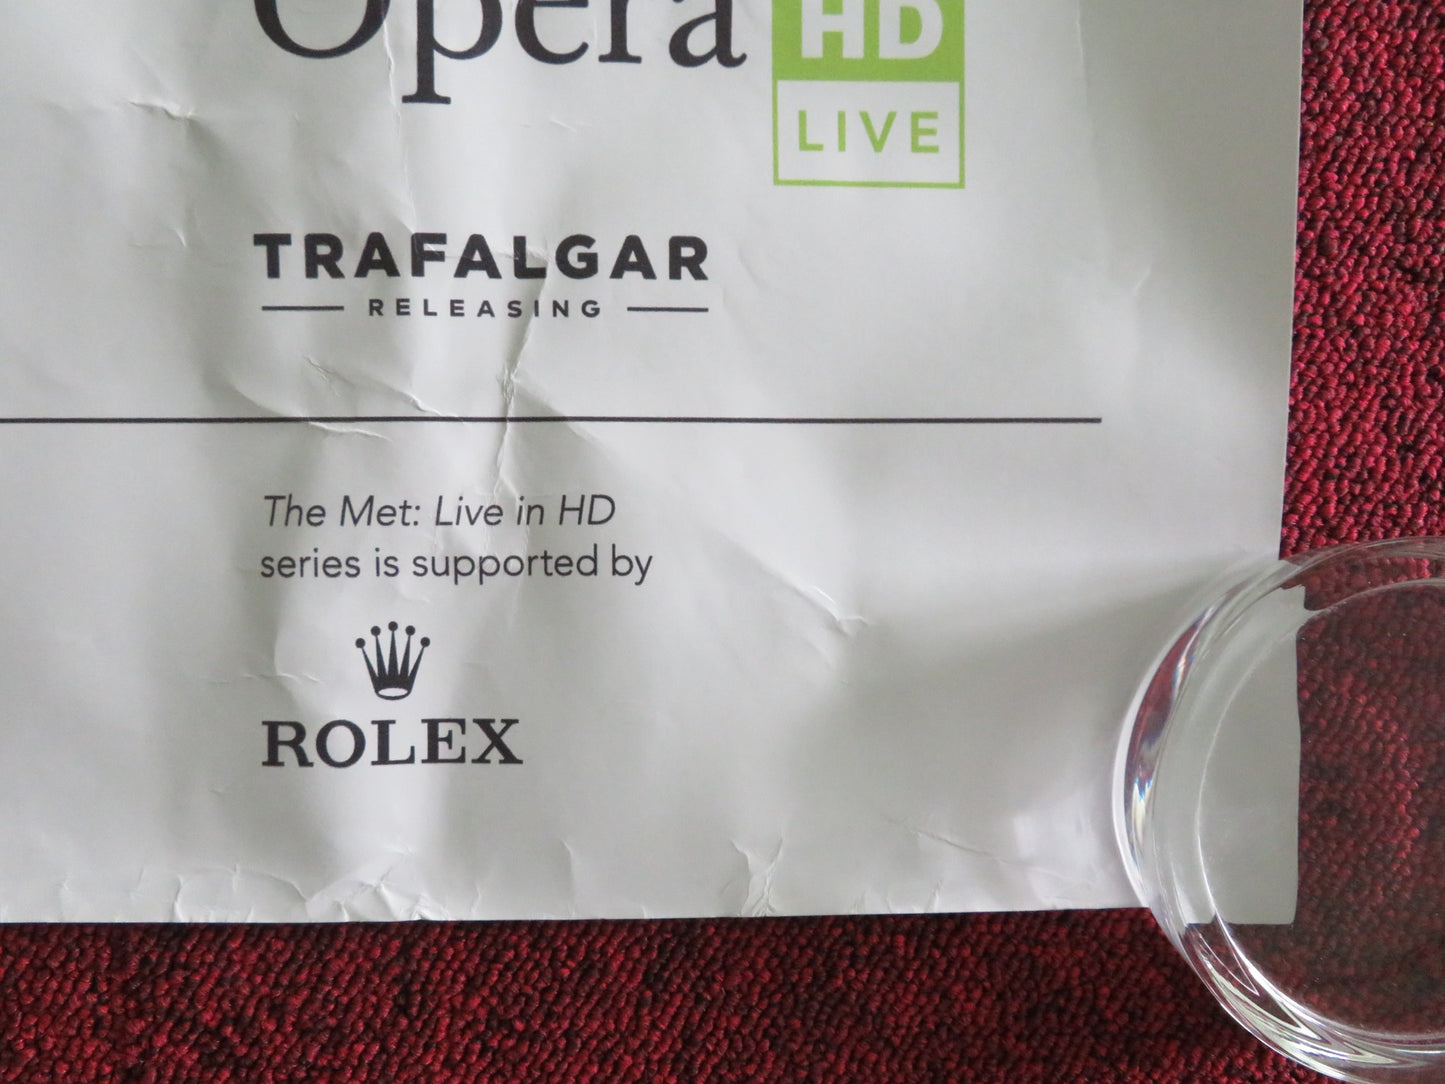 Opera
HD
LIVE
TRAFALGAR
RELEASING
The Met: Live in HD
series is supported by
ROLEX